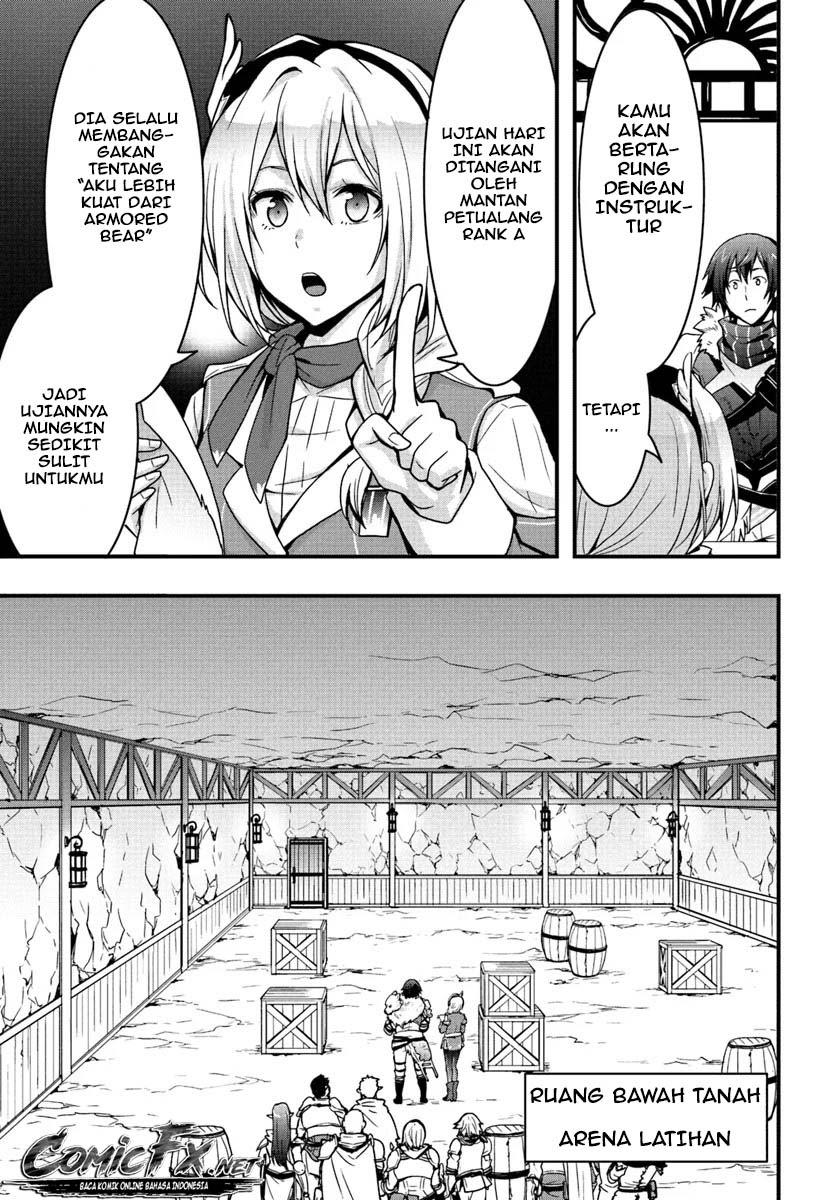 KAMU
AKAN
BERTA-
RUNG
DENGAN
INSTRUK-
TUR
TETAPI
...
UJIAN HARI
INI AKAN
DITANGANI
OLEH
MANTAN
PETUALANG
RANK A
DIA SELALU
MEMBANG-
GAKAN
TENTANG
"AKU LEBIH
KUAT DARI
ARMORED
BEAR"
JADI
UJIANNYA
MUNGKIN
SEDIKIT
SULIT
UNTUKMU
RUANG BAWAH TANAH
ARENA LATIHAN
COMICFX.NET
BACA KOMIK ONLINE BAHASA INDONESIA